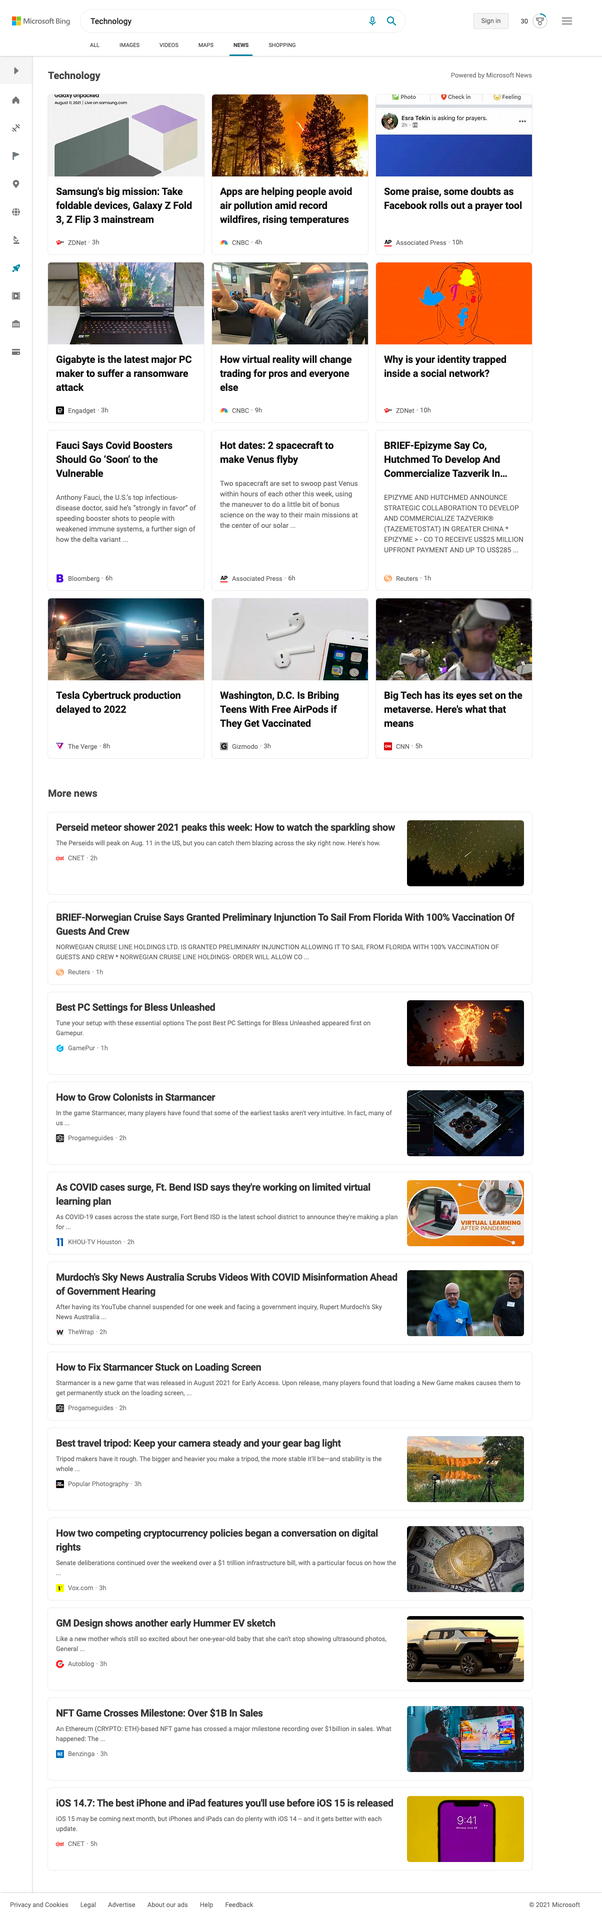 Microsoft Bing
Technology
Sign in
30
ALL
IMAGES
VIDEOS
MAPS
NEWS
SHOPPING
Technology
Powered by Microsoft News
Galaxy Unpacked
August 11, 2021 | Live on samsung.com
Samsung's big mission: Take
foldable devices, Galaxy Z Fold
3, Z Flip 3 mainstream
ZDNet · 3h
Apps are helping people avoid
air pollution amid record
wildfires, rising temperatures
CNBC · 4h
Photo
Check in
Feeling
Esra Tekin is asking for prayers.
2h ·
Some praise, some doubts as
Facebook rolls out a prayer tool
AP Associated Press · 10h
Gigabyte is the latest major PC
maker to suffer a ransomware
attack
Engadget · 3h
How virtual reality will change
trading for pros and everyone
else
CNBC · 9h
Why is your identity trapped
inside a social network?
ZDNet · 10h
Fauci Says Covid Boosters
Should Go ‘Soon’ to the
Vulnerable
Anthony Fauci, the U.S.’s top infectious-
disease doctor, said he’s “strongly in favor” of
speeding booster shots to people with
weakened immune systems, a further sign of
how the delta variant ...
B Bloomberg · 6h
Hot dates: 2 spacecraft to
make Venus flyby
Two spacecraft are set to swoop past Venus
within hours of each other this week, using
the maneuver to do a little bit of bonus
science on the way to their main missions at
the center of our solar ...
AP Associated Press · 6h
BRIEF-Epizyme Say Co,
Hutchmed To Develop And
Commercialize Tazverik In...
EPIZYME AND HUTCHMED ANNOUNCE
STRATEGIC COLLABORATION TO DEVELOP
AND COMMERCIALIZE TAZVERIK®
(TAZEMETOSTAT) IN GREATER CHINA *
EPIZYME > - CO TO RECEIVE US$25 MILLION
UPFRONT PAYMENT AND UP TO US$285 ...
Reuters · 1h
Tesla Cybertruck production
delayed to 2022
The Verge · 8h
Washington, D.C. Is Bribing
Teens With Free AirPods if
They Get Vaccinated
G Gizmodo · 3h
Big Tech has its eyes set on the
metaverse. Here's what that
means
CNN CNN · 5h
More news
Perseid meteor shower 2021 peaks this week: How to watch the sparkling show
The Perseids will peak on Aug. 11 in the US, but you can catch them blazing across the sky right now. Here's how.
cnet CNET · 2h
BRIEF-Norwegian Cruise Says Granted Preliminary Injunction To Sail From Florida With 100% Vaccination Of
Guests And Crew
NORWEGIAN CRUISE LINE HOLDINGS LTD. IS GRANTED PRELIMINARY INJUNCTION ALLOWING IT TO SAIL FROM FLORIDA WITH 100% VACCINATION OF
GUESTS AND CREW * NORWEGIAN CRUISE LINE HOLDINGS- ORDER WILL ALLOW CO ...
Reuters · 1h
Best PC Settings for Bless Unleashed
Tune your setup with these essential options The post Best PC Settings for Bless Unleashed appeared first on
Gamepur.
GamePur · 1h
How to Grow Colonists in Starmancer
In the game Starmancer, many players have found that some of the earliest tasks aren't very intuitive. In fact, many of
us ...
Progameguides · 2h
As COVID cases surge, Ft. Bend ISD says they're working on limited virtual
learning plan
As COVID-19 cases across the state surge, Fort Bend ISD is the latest school district to announce they're making a plan
for ...
11 KHOU-TV Houston · 2h
VIRTUAL LEARNING
AFTER PANDEMIC
Murdoch's Sky News Australia Scrubs Videos With COVID Misinformation Ahead
of Government Hearing
After having its YouTube channel suspended for one week and facing a government inquiry, Rupert Murdoch's Sky
News Australia ...
W TheWrap · 2h
How to Fix Starmancer Stuck on Loading Screen
Starmancer is a new game that was released in August 2021 for Early Access. Upon release, many players found that loading a New Game makes causes them to
get permanently stuck on the loading screen, ...
Progameguides · 2h
Best travel tripod: Keep your camera steady and your gear bag light
Tripod makers have it rough. The bigger and heavier you make a tripod, the more stable it'll be—and stability is the
whole ...
Popular Photography · 3h
How two competing cryptocurrency policies began a conversation on digital
rights
Senate deliberations continued over the weekend over a $1 trillion infrastructure bill, with a particular focus on how the
...
Vox.com · 3h
GM Design shows another early Hummer EV sketch
Like a new mother who's still so excited about her one-year-old baby that she can't stop showing ultrasound photos,
General ...
Autoblog · 3h
NFT Game Crosses Milestone: Over $1B In Sales
An Ethereum (CRYPTO: ETH)-based NFT game has crossed a major milestone recording over $1billion in sales. What
happened: The ...
Benzinga · 3h
iOS 14.7: The best iPhone and iPad features you'll use before iOS 15 is released
iOS 15 may be coming next month, but iPhones and iPads can do plenty with iOS 14 -- and it gets better with each
update.
cnet CNET · 5h
9:41
Privacy and Cookies
Legal
Advertise
About our ads
Help
Feedback
© 2021 Microsoft